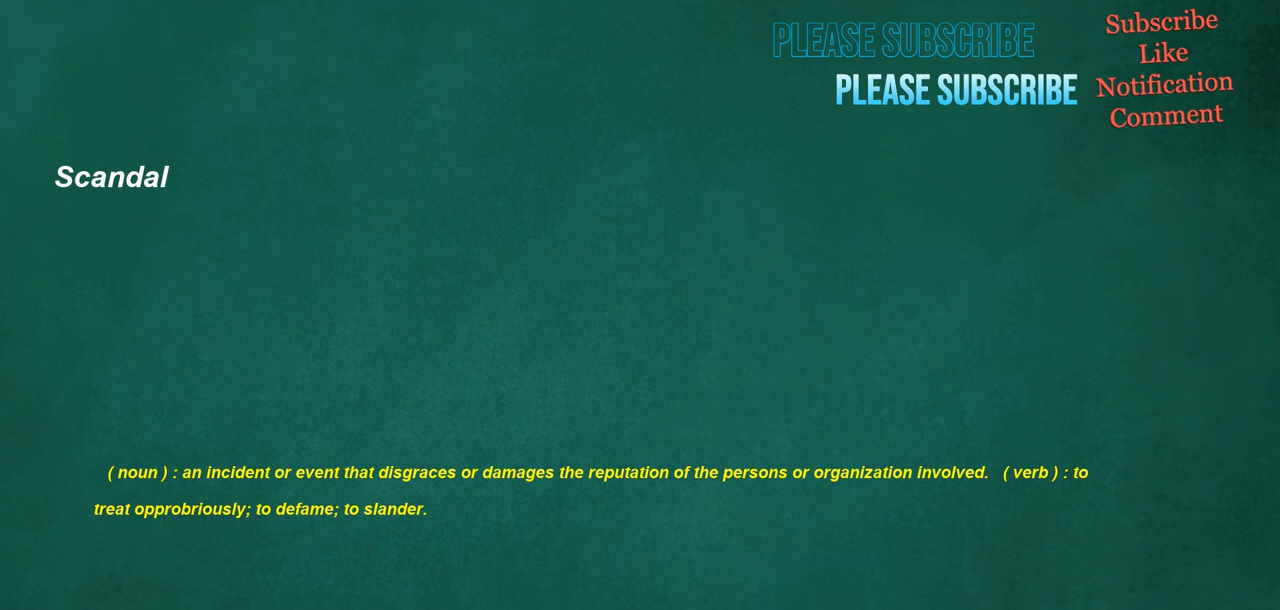 PLEASE SUBSCRIBE
PLEASE SUBSCRIBE
Subscribe
Like
Notification
Comment
Scandal
( noun ) : an incident or event that disgraces or damages the reputation of the persons or organization involved.   ( verb ) : to
treat opprobriously; to defame; to slander.